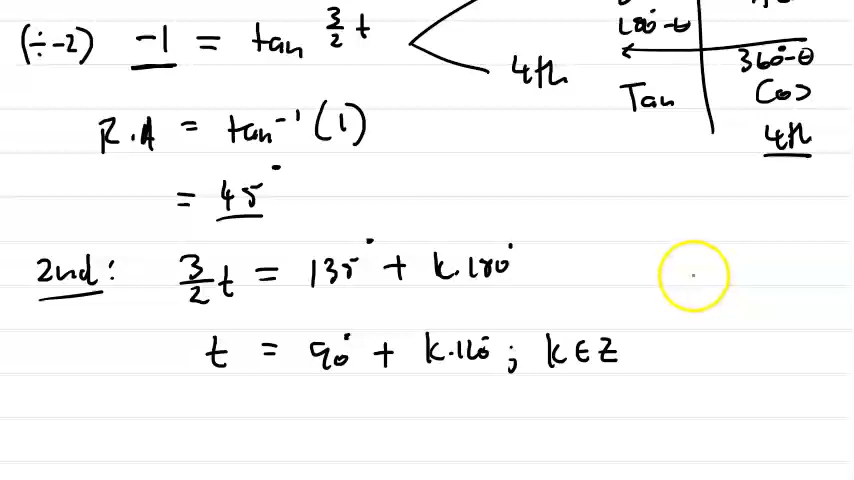 180°-θ
(÷-2) -1 = tan 3/2 t
4th
360°-θ
Tan
Cos
4th
R.A = tan⁻¹(1)
= 45°
2nd: 3/2 t = 135° + k.180°
t = 90° + k.120° ; k∈Z